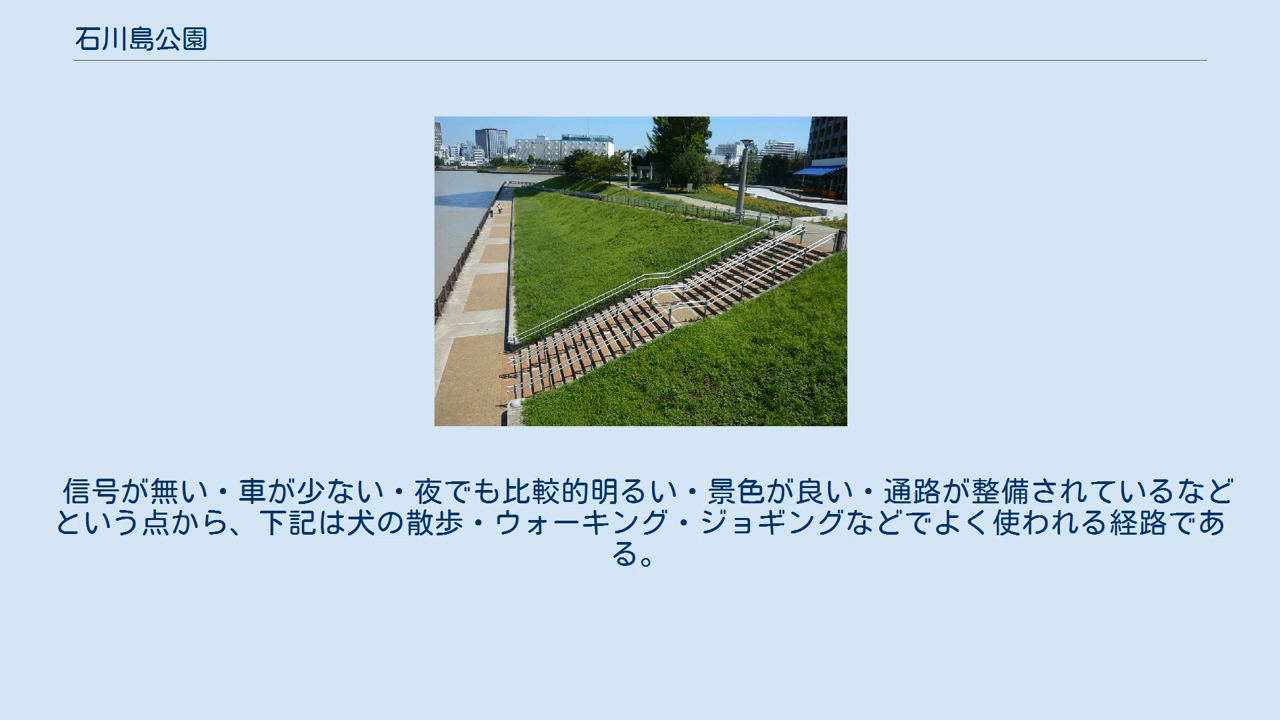 石川島公園
信号が無い・車が少ない・夜でも比較的明るい・景色が良い・通路が整備されているなど
という点から、下記は犬の散歩・ウォーキング・ジョギングなどでよく使われる経路であ
る。